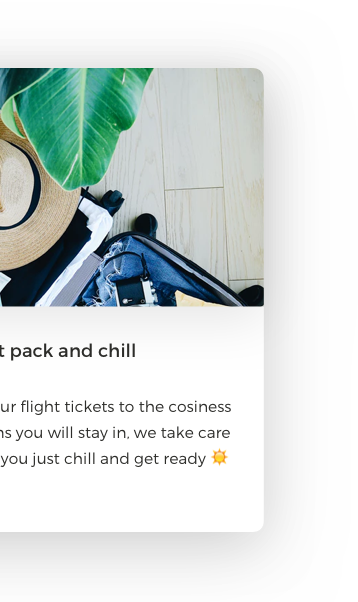 t pack and chill
ur flight tickets to the cosiness
ns you will stay in, we take care
you just chill and get ready ☀️